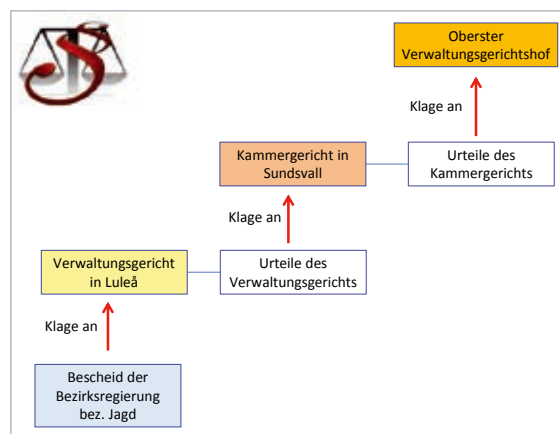 Oberster
Verwaltungsgerichtshof
Klage an
Kammergericht in
Sundsvall
Urteile des
Kammergerichts
Klage an
Verwaltungsgericht
in Luleå
Urteile des
Verwaltungsgerichts
Klage an
Bescheid der
Bezirksregierung
bez. Jagd